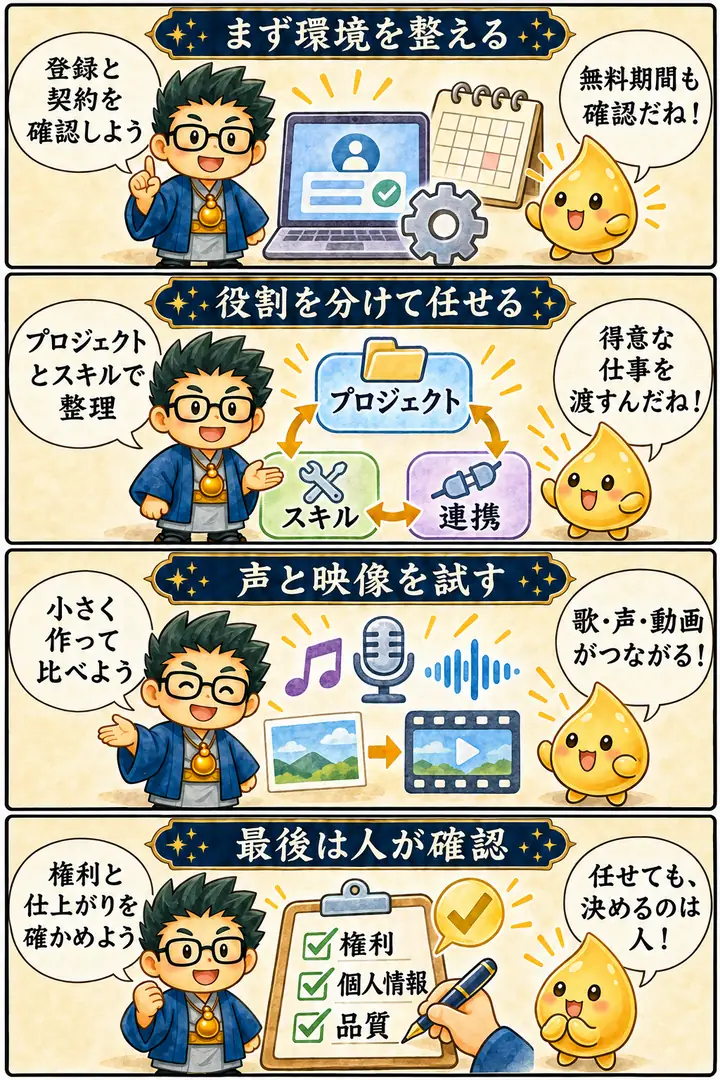 まず環境を整える
登録と
契約を
確認しよう
無料期間も
確認だね！
役割を分けて任せる
プロジェクト
とスキルで
整理
プロジェクト
スキル
連携
得意な
仕事を
渡すんだね！
声と映像を試す
小さく
作って
比べよう
歌・声・動画
がつながる！
最後は人が確認
権利と
仕上がりを
確かめよう
権利
個人情報
品質
任せても、
決めるのは
人！